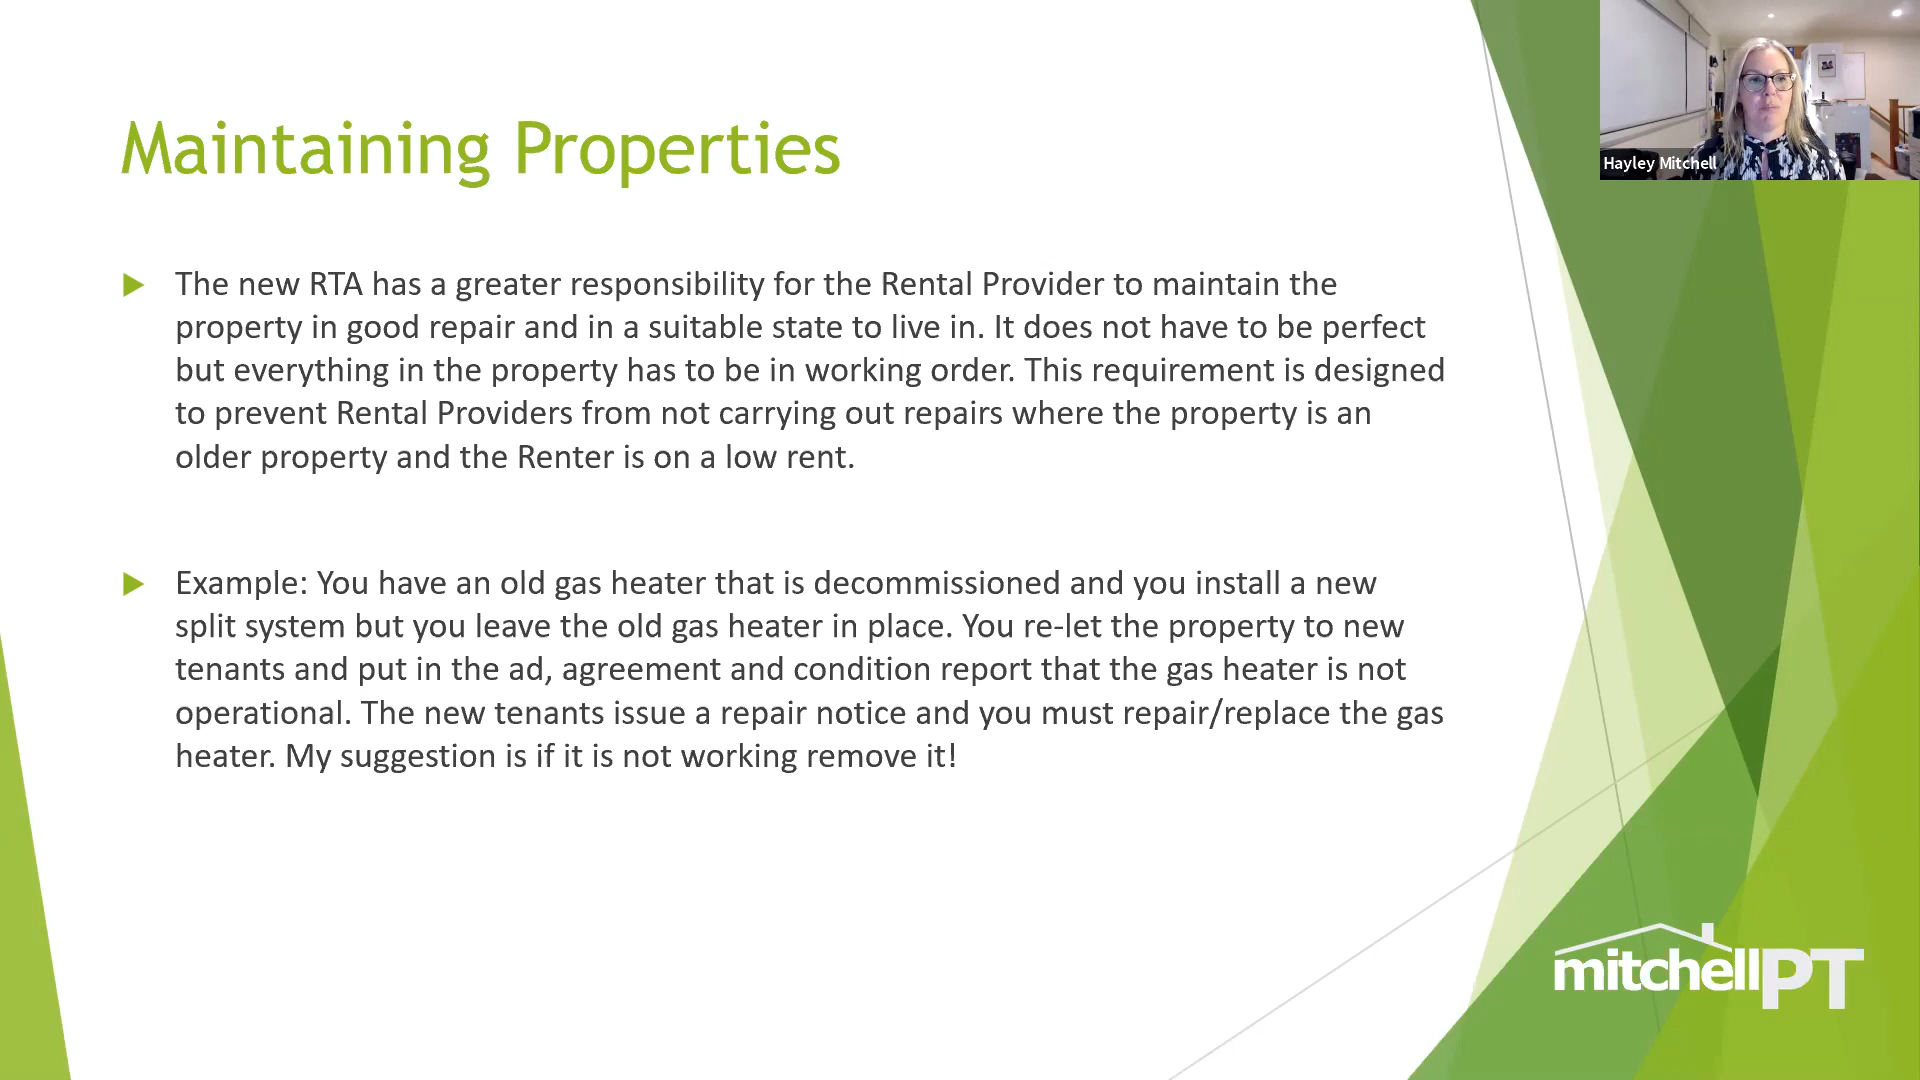 Maintaining Properties
Hayley Mitchell
The new RTA has a greater responsibility for the Rental Provider to maintain the
property in good repair and in a suitable state to live in. It does not have to be perfect
but everything in the property has to be in working order. This requirement is designed
to prevent Rental Providers from not carrying out repairs where the property is an
older property and the Renter is on a low rent.
Example: You have an old gas heater that is decommissioned and you install a new
split system but you leave the old gas heater in place. You re-let the property to new
tenants and put in the ad, agreement and condition report that the gas heater is not
operational. The new tenants issue a repair notice and you must repair/replace the gas
heater. My suggestion is if it is not working remove it!
mitchellPT